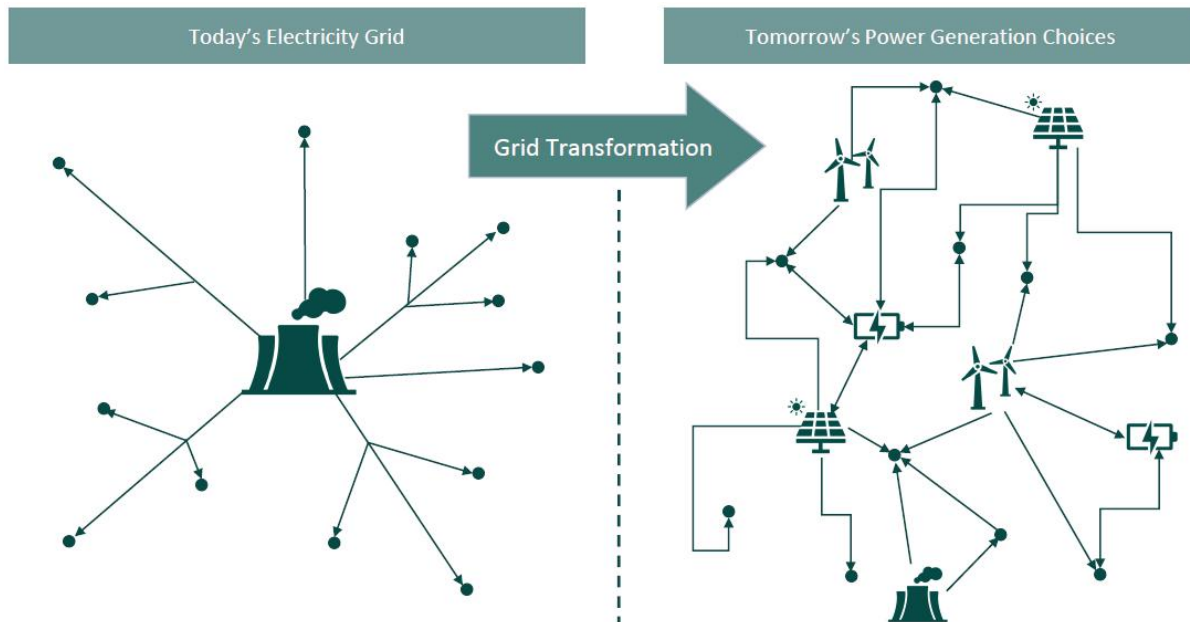 Today's Electricity Grid
Tomorrow's Power Generation Choices
Grid Transformation